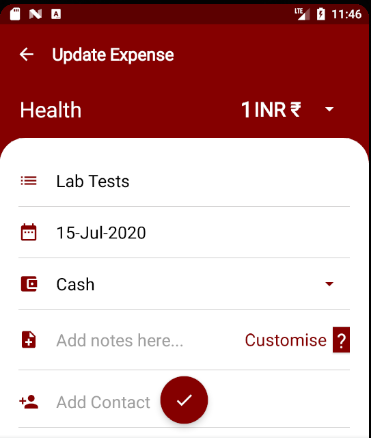 LTE 11:46
Update Expense
Health 1 INR ₹
Lab Tests
15-Jul-2020
Cash
Add notes here... Customise ?
Add Contact